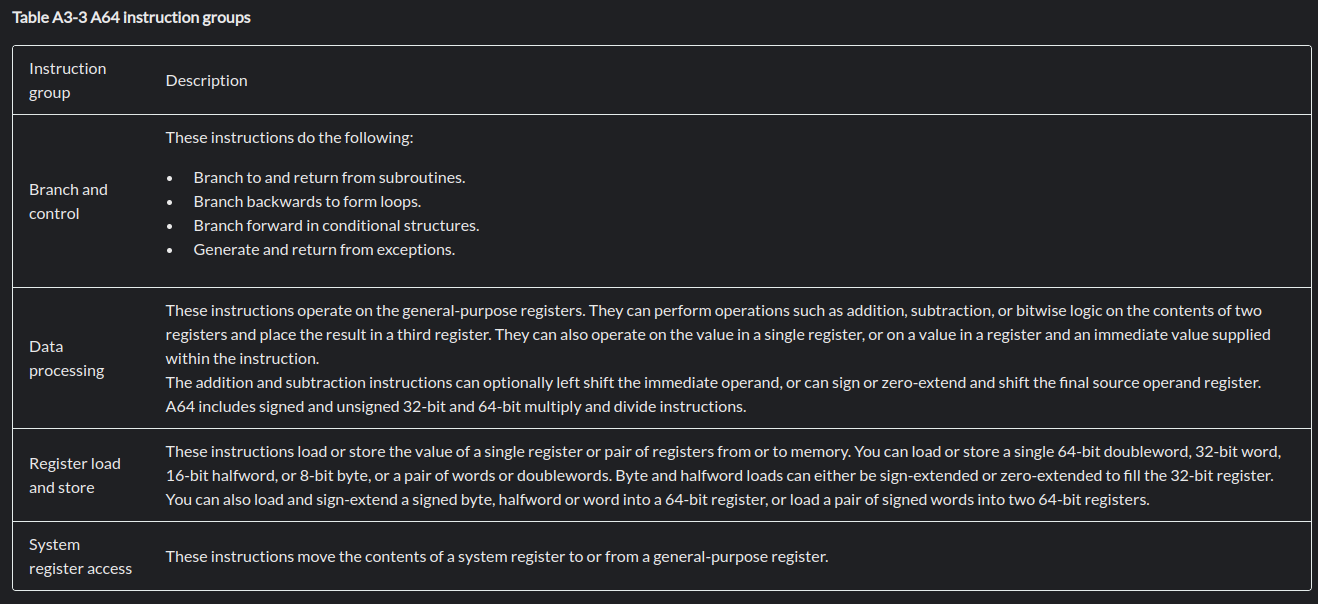 Table A3-3 A64 instruction groups
Instruction
group
Description
Branch and
control
These instructions do the following:
• Branch to and return from subroutines.
• Branch backwards to form loops.
• Branch forward in conditional structures.
• Generate and return from exceptions.
Data
processing
These instructions operate on the general-purpose registers. They can perform operations such as addition, subtraction, or bitwise logic on the contents of two
registers and place the result in a third register. They can also operate on the value in a single register, or on a value in a register and an immediate value supplied
within the instruction.
The addition and subtraction instructions can optionally left shift the immediate operand, or can sign or zero-extend and shift the final source operand register.
A64 includes signed and unsigned 32-bit and 64-bit multiply and divide instructions.
Register load
and store
These instructions load or store the value of a single register or pair of registers from or to memory. You can load or store a single 64-bit doubleword, 32-bit word,
16-bit halfword, or 8-bit byte, or a pair of words or doublewords. Byte and halfword loads can either be sign-extended or zero-extended to fill the 32-bit register.
You can also load and sign-extend a signed byte, halfword or word into a 64-bit register, or load a pair of signed words into two 64-bit registers.
System
register access
These instructions move the contents of a system register to or from a general-purpose register.